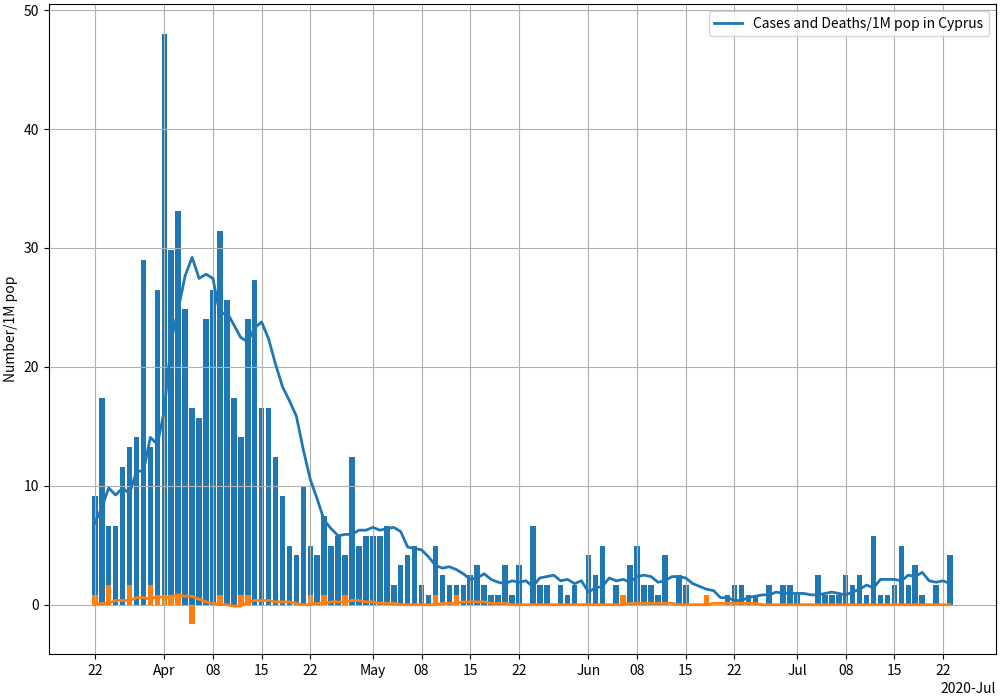 Cases and Deaths/1M pop in Cyprus
Number/1M pop
50
40
30
20
10
0
22 Apr 08 15 22 May 08 15 22 Jun 08 15 22 Jul 08 15 22
2020-Jul